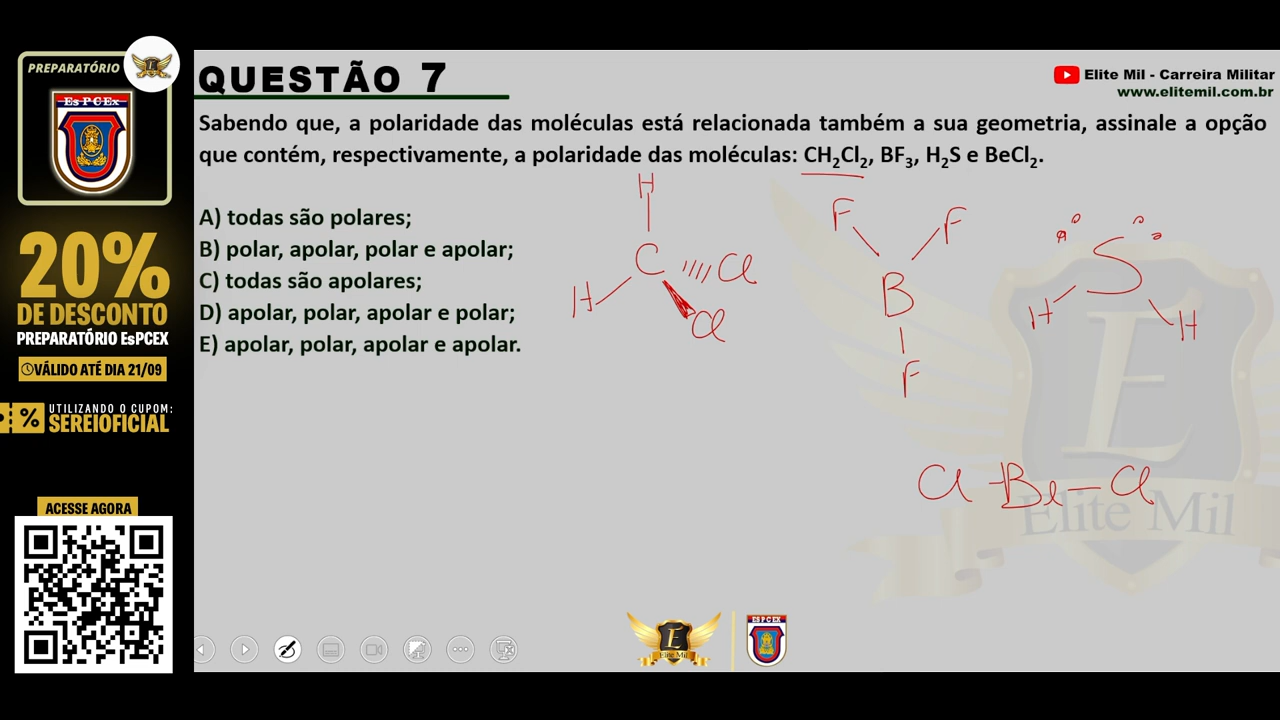 PREPARATÓRIO
EsPCEx
20%
DE DESCONTO
PREPARATÓRIO EsPCEX
VÁLIDO ATÉ DIA 21/09
% UTILIZANDO O CUPOM:
SEREIOFICIAL
ACESSE AGORA
QUESTÃO 7
Elite Mil - Carreira Militar
www.elitemil.com.br
Sabendo que, a polaridade das moléculas está relacionada também a sua geometria, assinale a opção
que contém, respectivamente, a polaridade das moléculas: CH₂Cl₂, BF₃, H₂S e BeCl₂.
A) todas são polares;
B) polar, apolar, polar e apolar;
C) todas são apolares;
D) apolar, polar, apolar e polar;
E) apolar, polar, apolar e apolar.
H
C Cl
H Cl
F F
B
F
S
H H
Cl - Be - Cl
E
Elite Mil
E
Elite Mil
ESPCEX